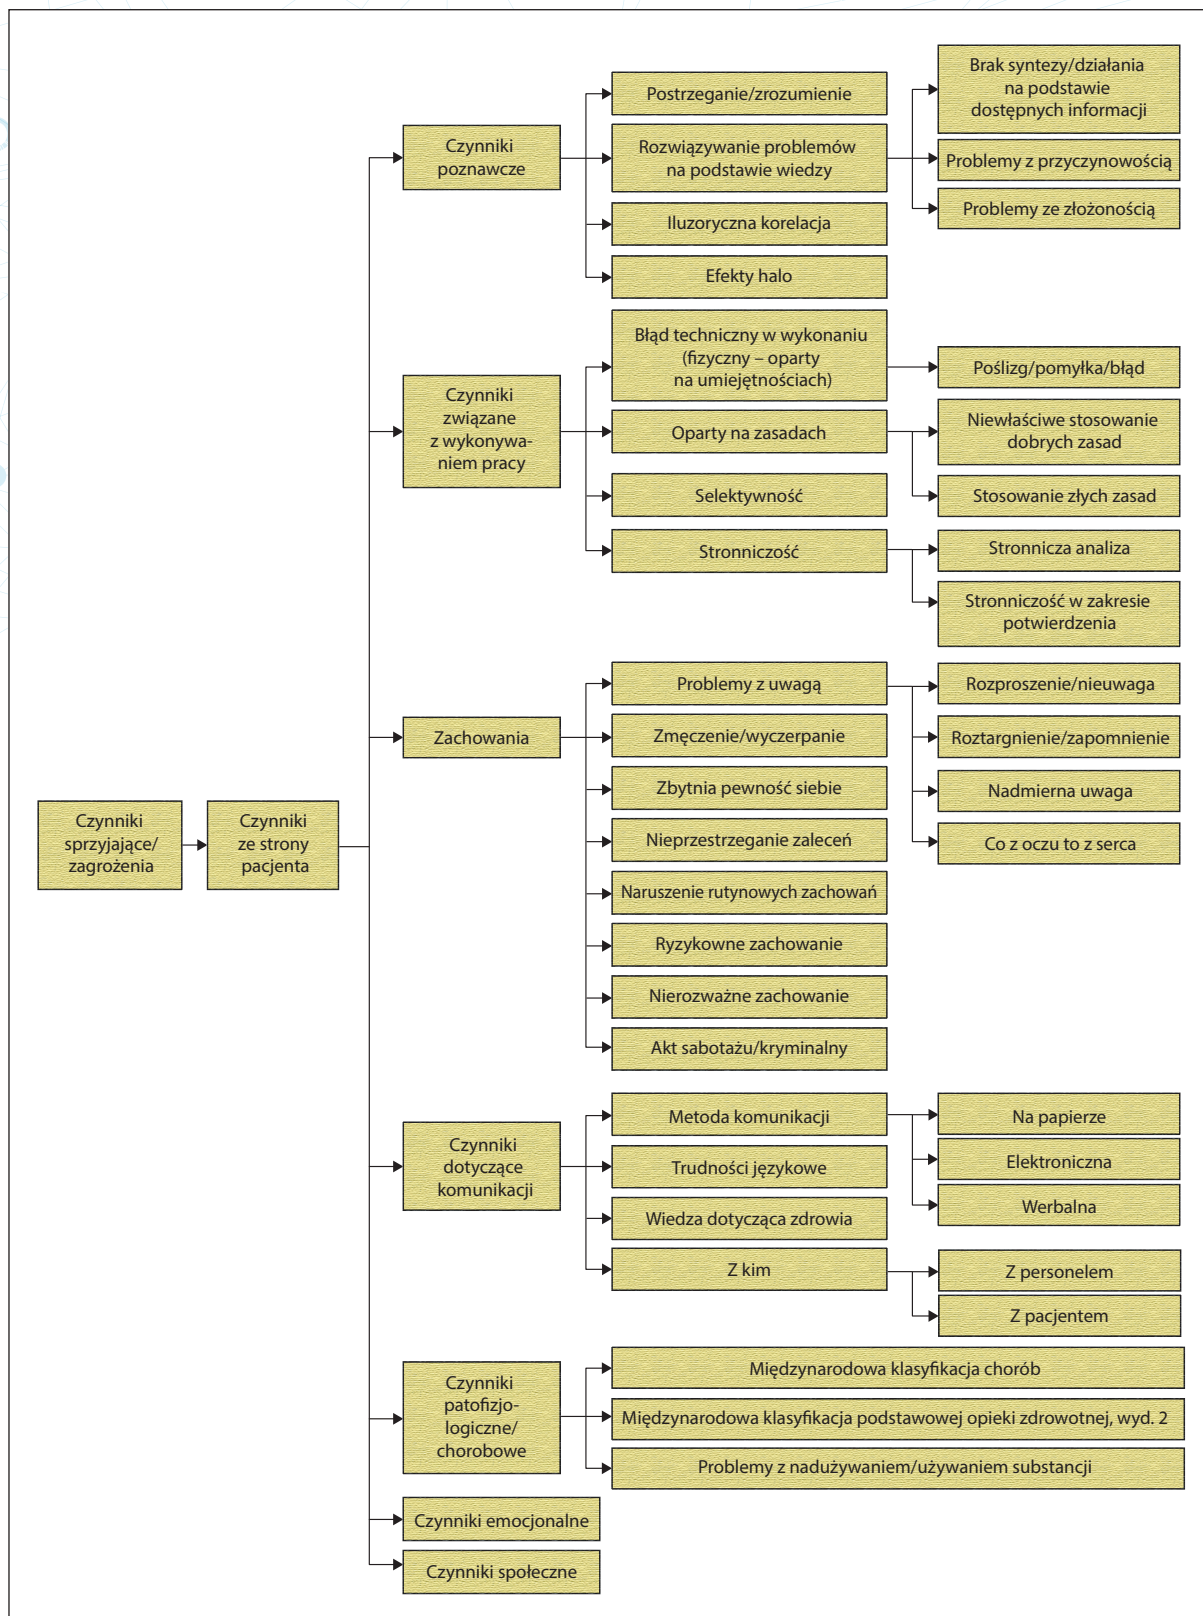 Czynniki
sprzyjające/
zagrożenia
Czynniki
ze strony
pacjenta
Czynniki
poznawcze
Postrzeganie/zrozumienie
Rozwiązywanie problemów
na podstawie wiedzy
Brak syntezy/działania
na podstawie
dostępnych informacji
Problemy z przyczynowością
Problemy ze złożonością
Iluzoryczna korelacja
Efekty halo
Czynniki
związane
z wykonywa-
niem pracy
Błąd techniczny w wykonaniu
(fizyczny – oparty
na umiejętnościach)
Poślizg/pomyłka/błąd
Oparty na zasadach
Niewłaściwe stosowanie
dobrych zasad
Stosowanie złych zasad
Selektywność
Stronniczość
Stronnicza analiza
Stronniczość w zakresie
potwierdzenia
Zachowania
Problemy z uwagą
Rozproszenie/nieuwaga
Roztargnienie/zapomnienie
Nadmierna uwaga
Co z oczu to z serca
Zmęczenie/wyczerpanie
Zbytnia pewność siebie
Nieprzestrzeganie zaleceń
Naruszenie rutynowych zachowań
Ryzykowne zachowanie
Nierozważne zachowanie
Akt sabotażu/kryminalny
Czynniki
dotyczące
komunikacji
Metoda komunikacji
Na papierze
Elektroniczna
Werbalna
Trudności językowe
Wiedza dotycząca zdrowia
Z kim
Z personelem
Z pacjentem
Czynniki
patofizjo-
logiczne/
chorobowe
Międzynarodowa klasyfikacja chorób
Międzynarodowa klasyfikacja podstawowej opieki zdrowotnej, wyd. 2
Problemy z nadużywaniem/używaniem substancji
Czynniki emocjonalne
Czynniki społeczne